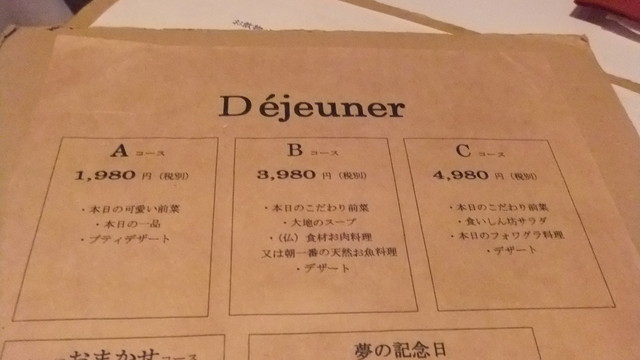 お飲物
Déjeuner
A コース
1,980 円 (税別)
・本日の可愛い前菜
・本日の一品
・プティデザート
B コース
3,980 円 (税別)
・本日のこだわり前菜
・大地のスープ
・(仏) 食材お肉料理
又は朝一番の天然お魚料理
・デザート
C コース
4,980 円 (税別)
・本日のこだわり前菜
・食いしん坊サラダ
・本日のフォワグラ料理
・デザート
おまかせコース
夢の記念日